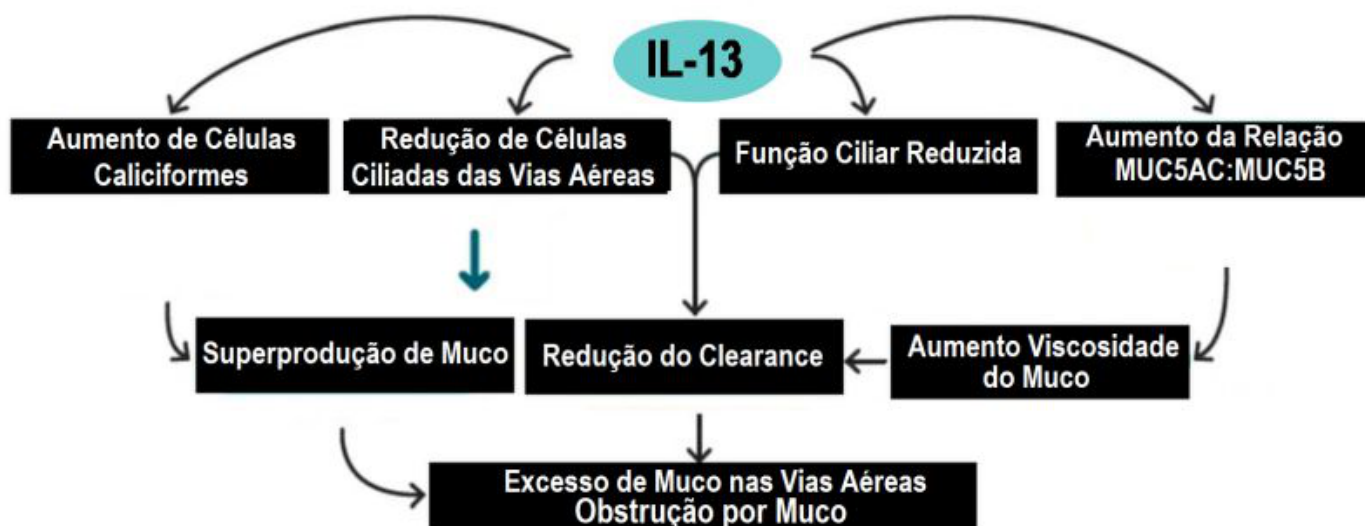 IL-13
Aumento de Células
Caliciformes
Redução de Células
Ciliadas das Vias Aéreas
Função Ciliar Reduzida
Aumento da Relação
MUC5AC:MUC5B
Superprodução de Muco
Redução do Clearance
Aumento Viscosidade
do Muco
Excesso de Muco nas Vias Aéreas
Obstrução por Muco